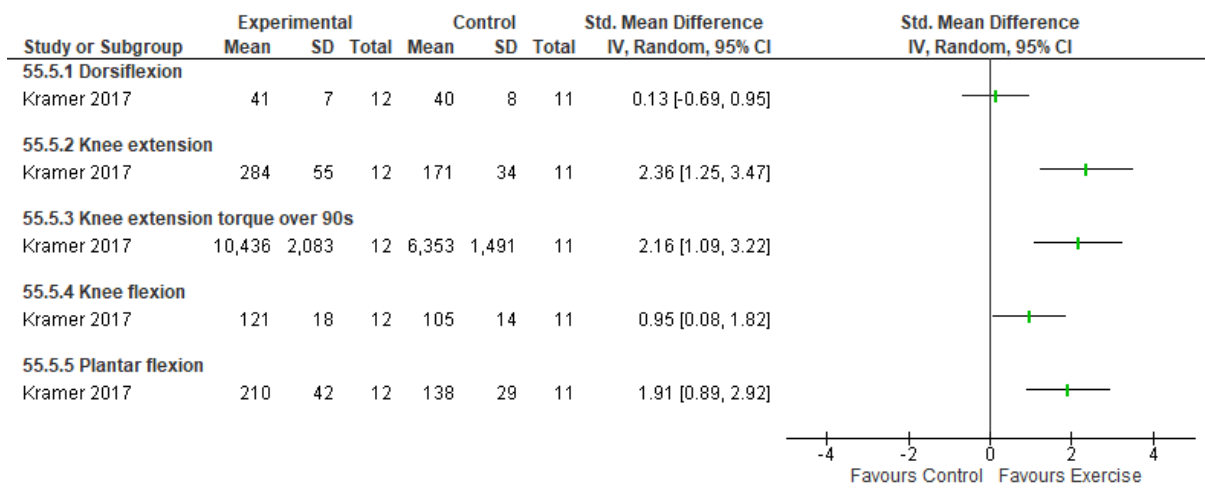 Experimental Control Std. Mean Difference Std. Mean Difference
Study or Subgroup Mean SD Total Mean SD Total IV, Random, 95% CI IV, Random, 95% CI
55.5.1 Dorsiflexion
Kramer 2017 41 7 12 40 8 11 0.13 [-0.69, 0.95]
55.5.2 Knee extension
Kramer 2017 284 55 12 171 34 11 2.36 [1.25, 3.47]
55.5.3 Knee extension torque over 90s
Kramer 2017 10,436 2,083 12 6,353 1,491 11 2.16 [1.09, 3.22]
55.5.4 Knee flexion
Kramer 2017 121 18 12 105 14 11 0.95 [0.08, 1.82]
55.5.5 Plantar flexion
Kramer 2017 210 42 12 138 29 11 1.91 [0.89, 2.92]
-4 -2 0 2 4
Favours Control Favours Exercise